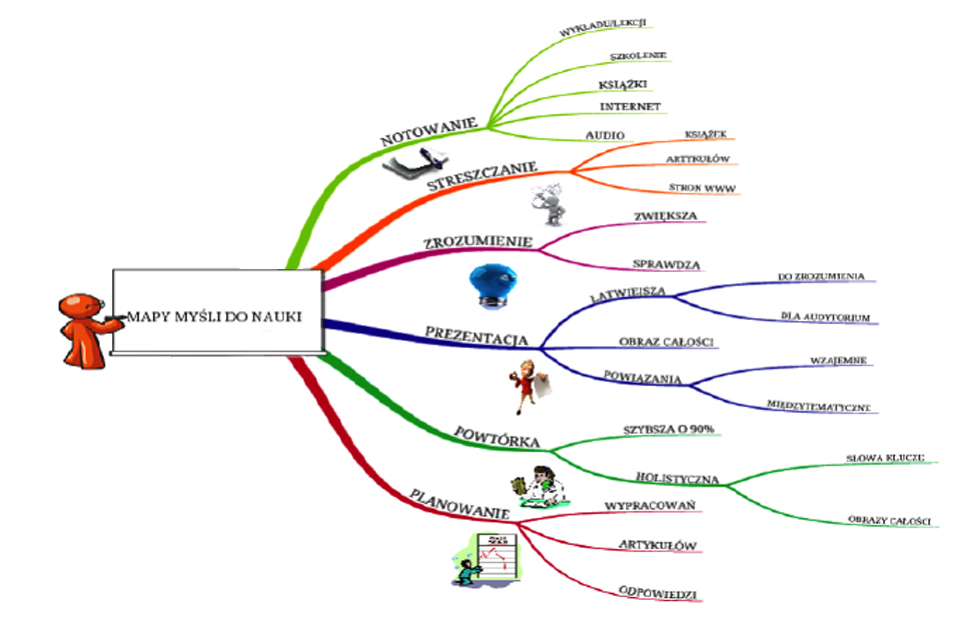 MAPY MYŚLI DO NAUKI
NOTOWANIE
WYKŁADU/LEKCJI
SZKOLENIE
KSIĄŻKI
INTERNET
AUDIO
STRESZCZANIE
KSIĄŻEK
ARTYKUŁÓW
STRON WWW
ZROZUMIENIE
ZWIĘKSZA
SPRAWDZA
PREZENTACJA
ŁATWIEJSZA
DO ZROZUMIENIA
DLA AUDYTORIUM
OBRAZ CAŁOŚCI
POWIĄZANIA
WZAJEMNE
MIĘDZYTEMATYCZNE
POWTÓRKA
SZYBSZA O 90%
HOLISTYCZNA
SŁOWA KLUCZE
OBRAZY CAŁOŚCI
PLANOWANIE
WYPRACOWAŃ
ARTYKUŁÓW
ODPOWIEDZI